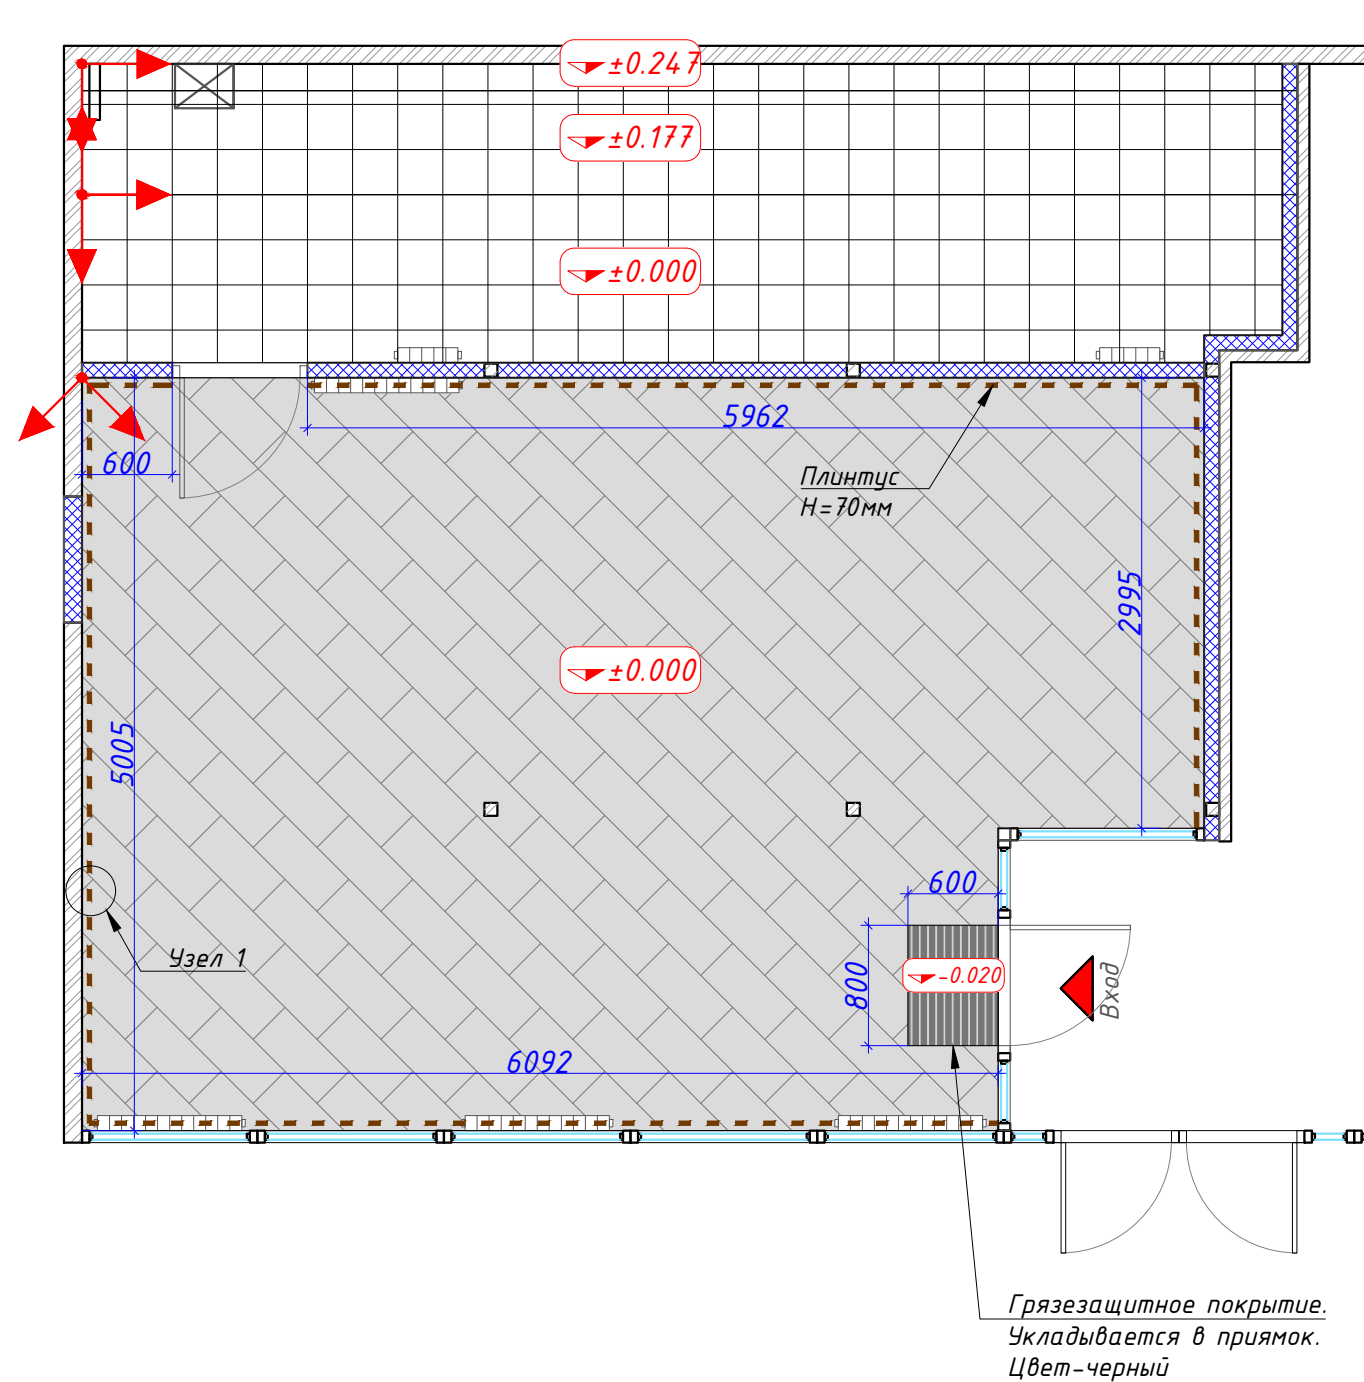 ±0.247
±0.177
±0.000
5962
600
Плинтус
H=70мм
2995
±0.000
5005
600
Узел 1
800
-0.020
Вход
6092
Грязезащитное покрытие.
Укладывается в приямок.
Цвет-черный